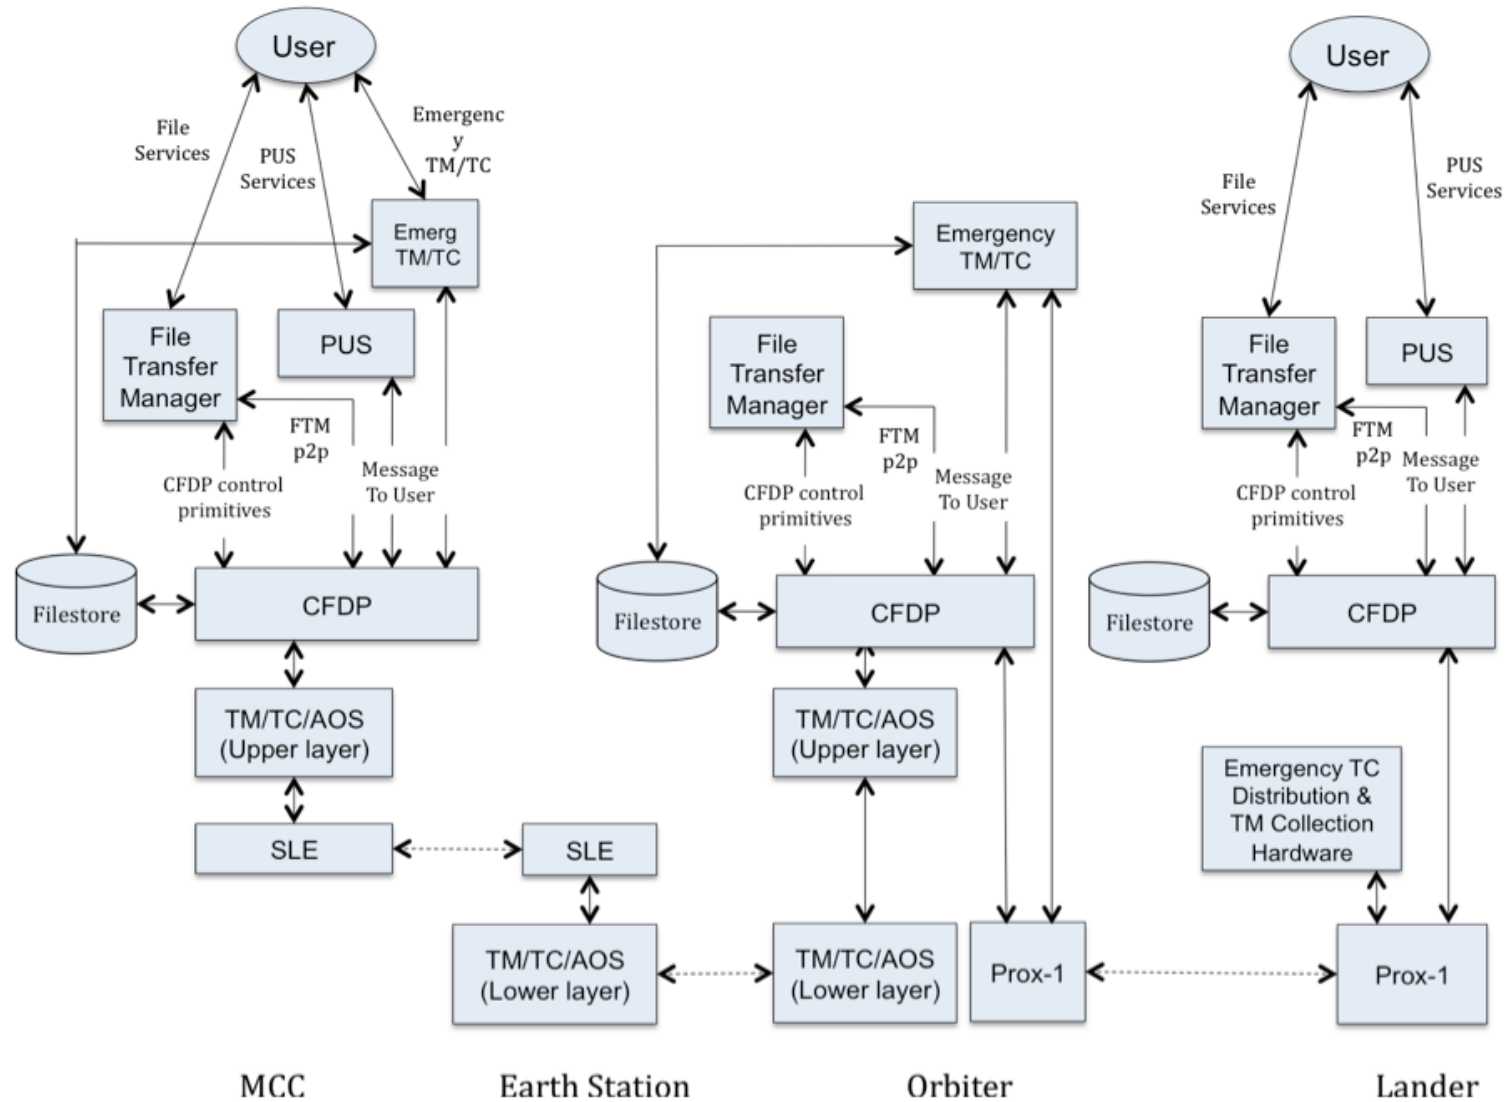 User
File
Services
PUS
Services
Emergenc
y
TM/TC
Emerg
TM/TC
File
Transfer
Manager
PUS
FTM
p2p
CFDP control
primitives
Message
To User
Filestore
CFDP
TM/TC/AOS
(Upper layer)
SLE
SLE
TM/TC/AOS
(Lower layer)
Emergency
TM/TC
File
Transfer
Manager
FTM
p2p
CFDP control
primitives
Message
To User
Filestore
CFDP
TM/TC/AOS
(Upper layer)
TM/TC/AOS
(Lower layer)
Prox-1
User
File
Services
PUS
Services
File
Transfer
Manager
PUS
FTM
p2p
CFDP control
primitives
Message
To User
Filestore
CFDP
Emergency TC
Distribution &
TM Collection
Hardware
Prox-1
MCC
Earth Station
Orbiter
Lander